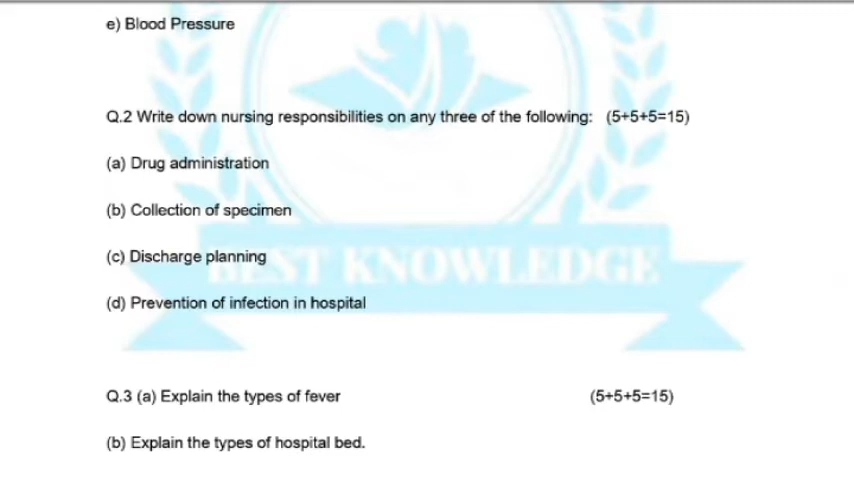 e) Blood Pressure
Q.2 Write down nursing responsibilities on any three of the following: (5+5+5=15)
(a) Drug administration
(b) Collection of specimen
(c) Discharge planning
BEST KNOWLEDGE
(d) Prevention of infection in hospital
Q.3 (a) Explain the types of fever (5+5+5=15)
(b) Explain the types of hospital bed.